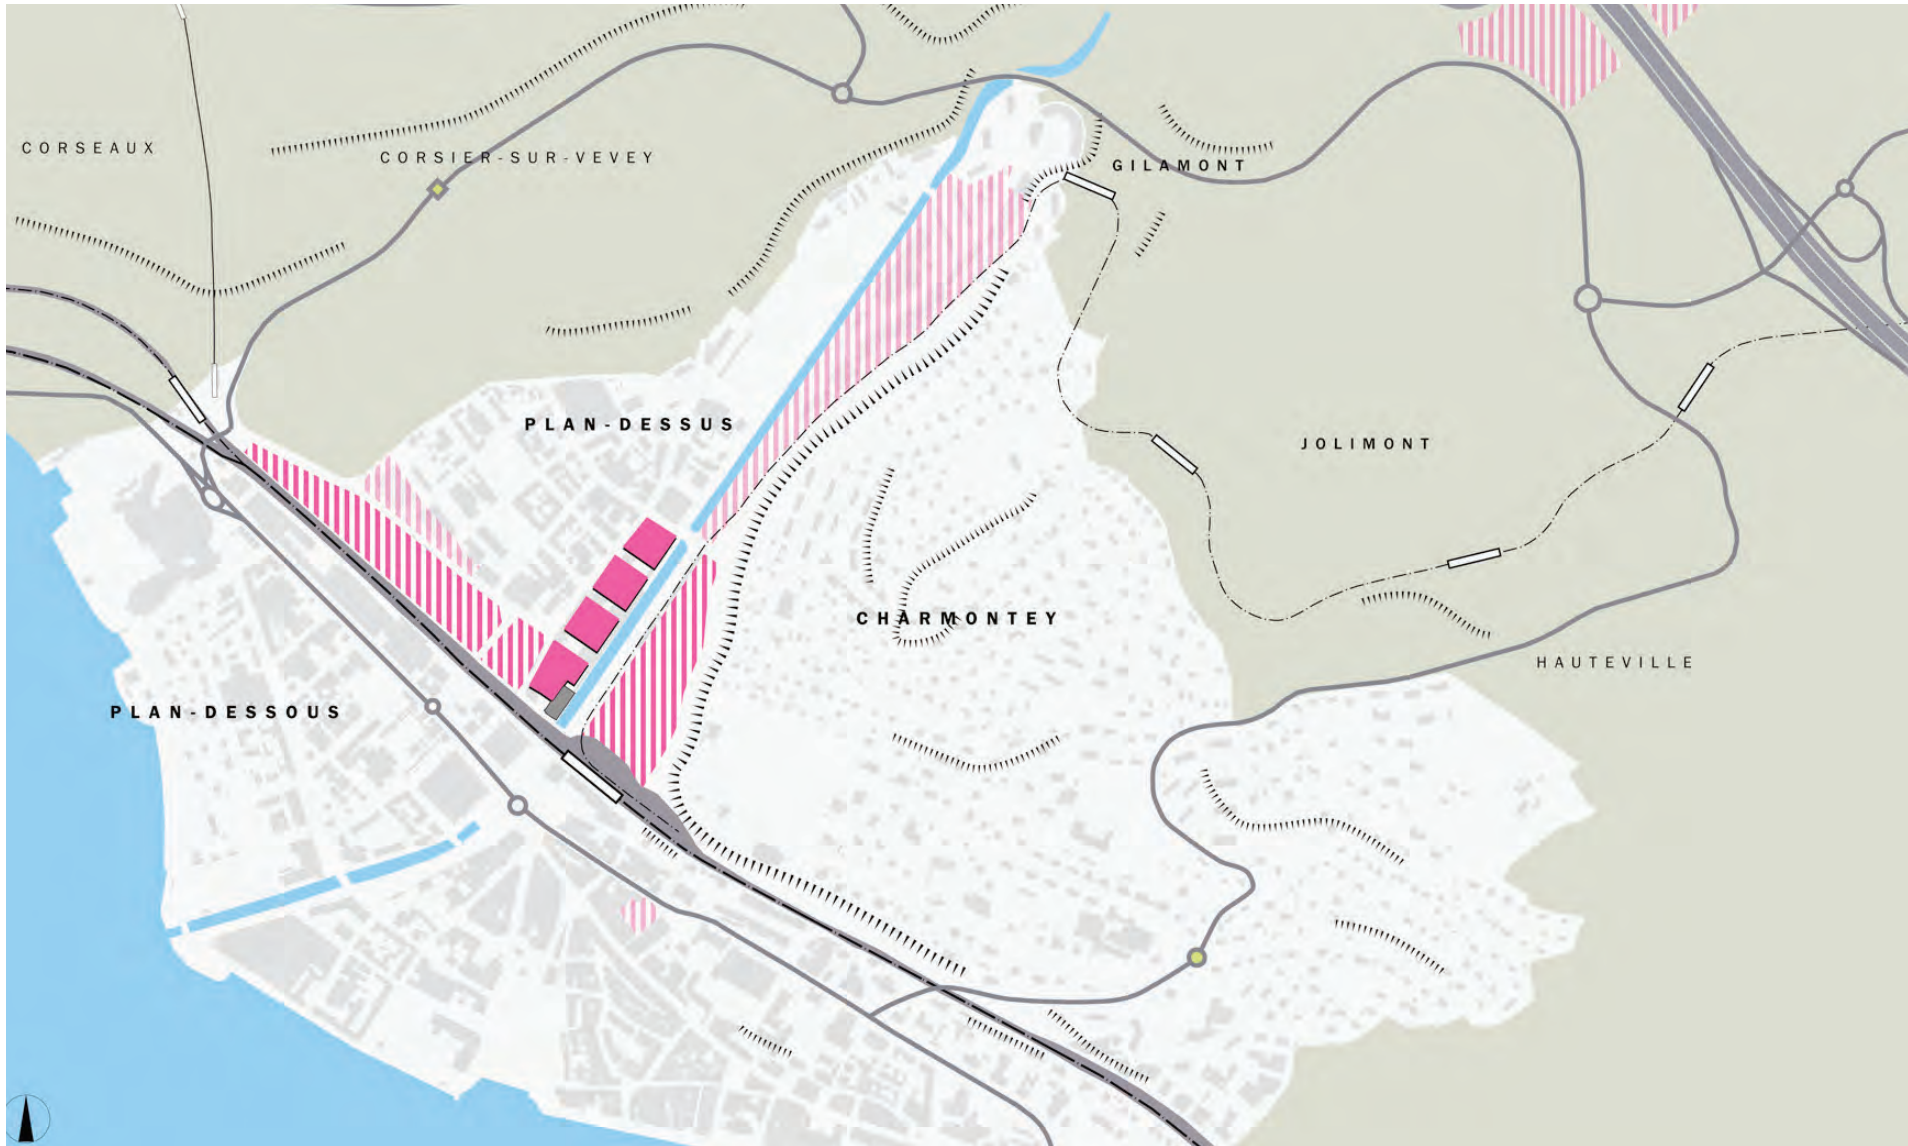 CORSEAUX
CORSIER-SUR-VEVEY
GILAMONT
PLAN-DESSUS
JOLIMONT
CHARMONTEY
HAUTEVILLE
PLAN-DESSOUS